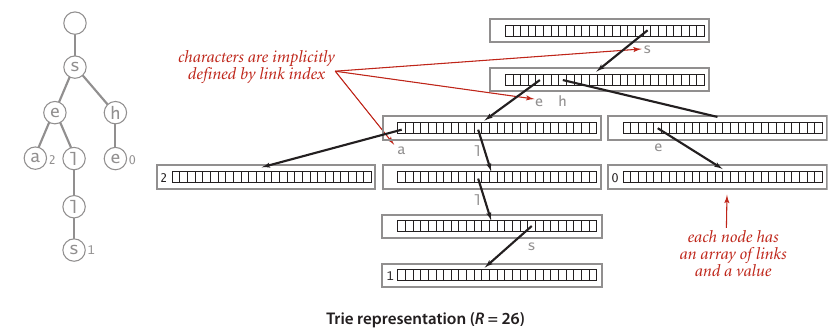 characters are implicitly
defined by link index
s
s
e h
e h
a l
e
a 2 l e 0
2
0
l
l
s
each node has
an array of links
and a value
s 1
1
Trie representation (R = 26)